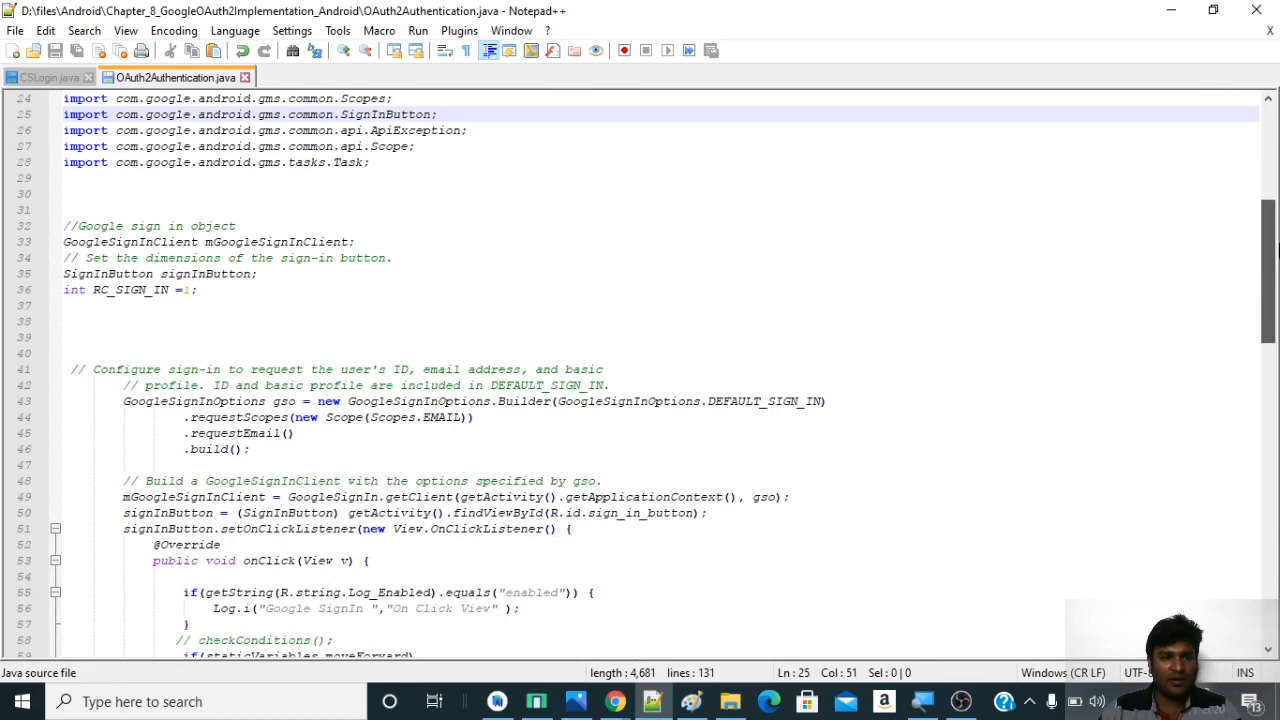 D:\files\Android\Chapter_8_GoogleOAuth2Implementation_Android\OAuth2Authentication.java - Notepad++
File Edit Search View Encoding Language Settings Tools Macro Run Plugins Window ? X
CSLogin.java OAuth2Authentication.java
24 import com.google.android.gms.common.Scopes;
25 import com.google.android.gms.common.SignInButton;
26 import com.google.android.gms.common.api.ApiException;
27 import com.google.android.gms.common.api.Scope;
28 import com.google.android.gms.tasks.Task;
29
30
31
32 //Google sign in object
33 GoogleSignInClient mGoogleSignInClient;
34 // Set the dimensions of the sign-in button.
35 SignInButton signInButton;
36 int RC_SIGN_IN =1;
37
38
39
40
41 // Configure sign-in to request the user's ID, email address, and basic
42 // profile. ID and basic profile are included in DEFAULT_SIGN_IN.
43 GoogleSignInOptions gso = new GoogleSignInOptions.Builder(GoogleSignInOptions.DEFAULT_SIGN_IN)
44 .requestScopes(new Scope(Scopes.EMAIL))
45 .requestEmail()
46 .build();
47
48 // Build a GoogleSignInClient with the options specified by gso.
49 mGoogleSignInClient = GoogleSignIn.getClient(getActivity().getApplicationContext(), gso);
50 signInButton = (SignInButton) getActivity().findViewById(R.id.sign_in_button);
51 signInButton.setOnClickListener(new View.OnClickListener() {
52 @Override
53 public void onClick(View v) {
54
55 if(getString(R.string.Log_Enabled).equals("enabled")) {
56 Log.i("Google SignIn ","On Click View" );
57 }
58 // checkConditions();
59 if(staticVariables.moveForward)
Java source file length : 4,681 lines : 131 Ln : 25 Col : 51 Sel : 0 | 0 Windows (CR LF) UTF-8 INS
Type here to search 2020 13